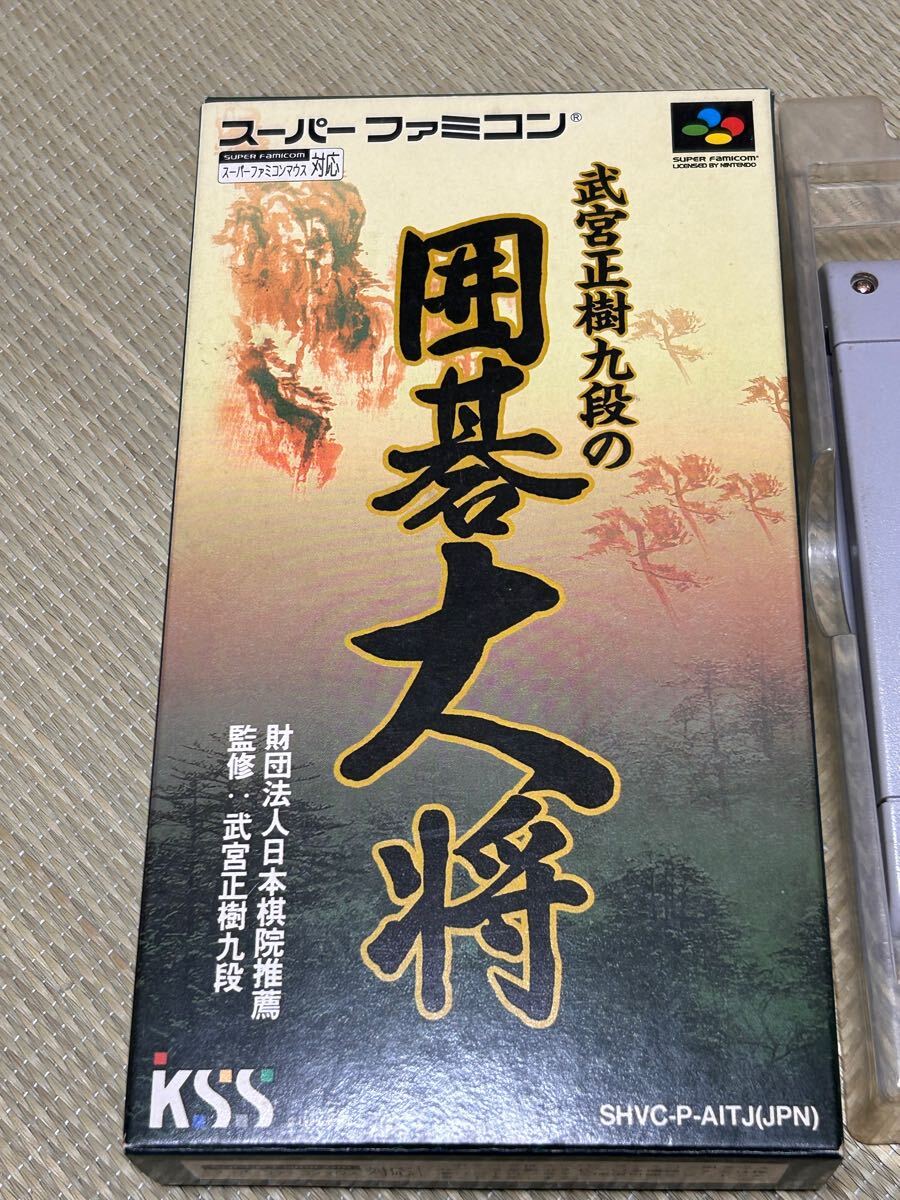 スーパーファミコン®
SUPER FAMICOM
スーパーファミコンマウス対応
SUPER FAMICOM
LICENSED BY NINTENDO
武宮正樹九段の
囲碁大将
財団法人日本棋院推薦
監修：武宮正樹九段
KSS
SHVC-P-AITJ(JPN)